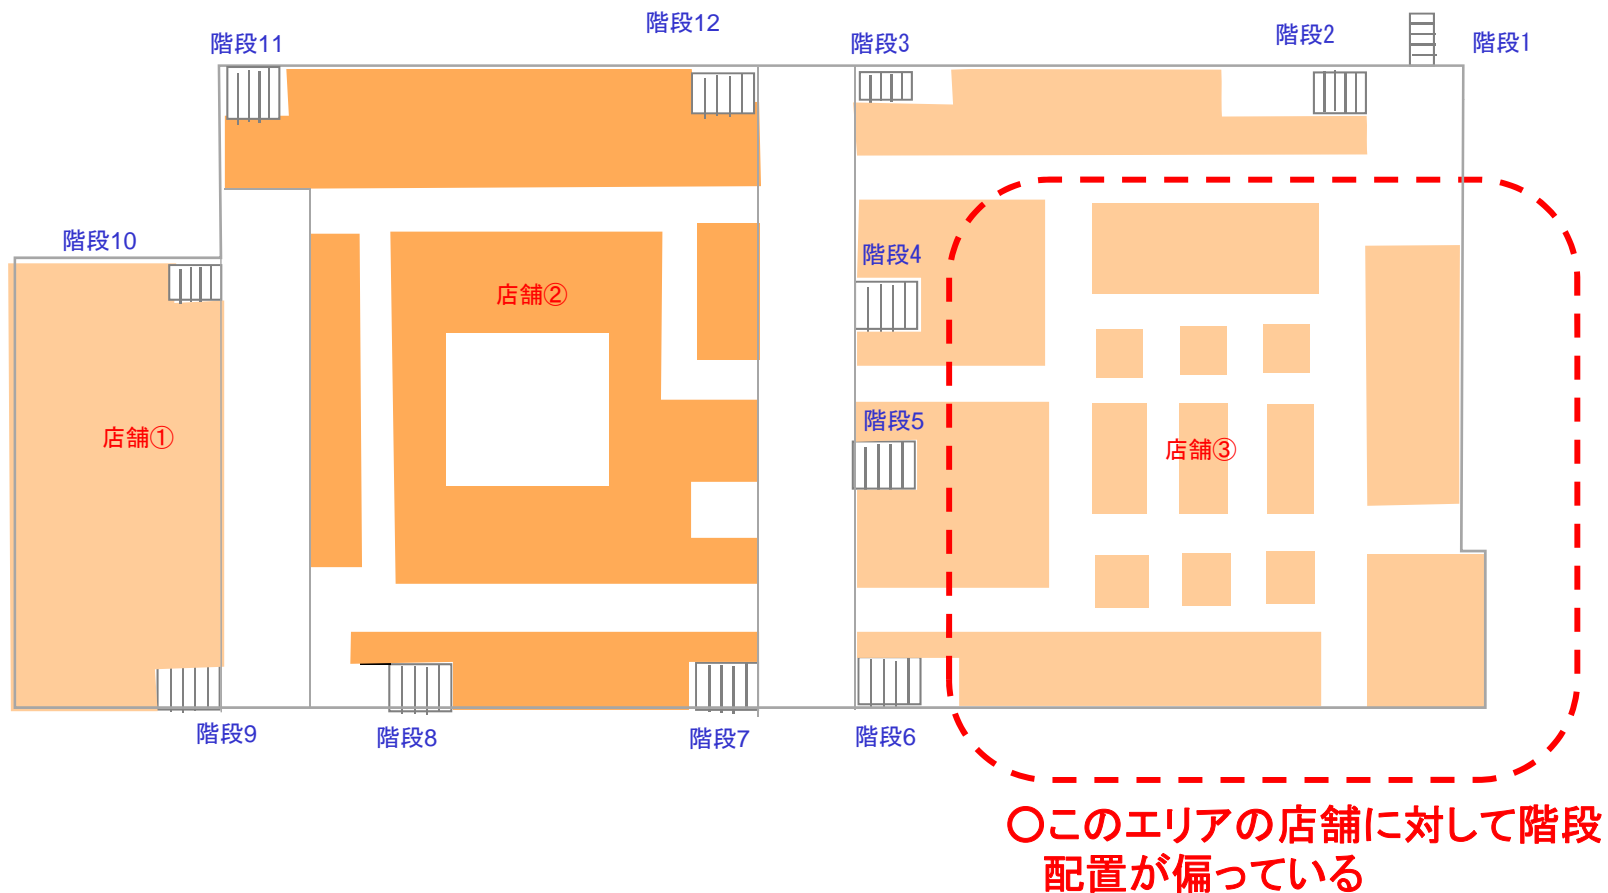 階段12
階段2
階段11
階段3
階段1
階段10
階段4
店舗②
階段5
店舗①
店舗③
階段9
階段8
階段7
階段6
〇このエリアの店舗に対して階段
配置が偏っている